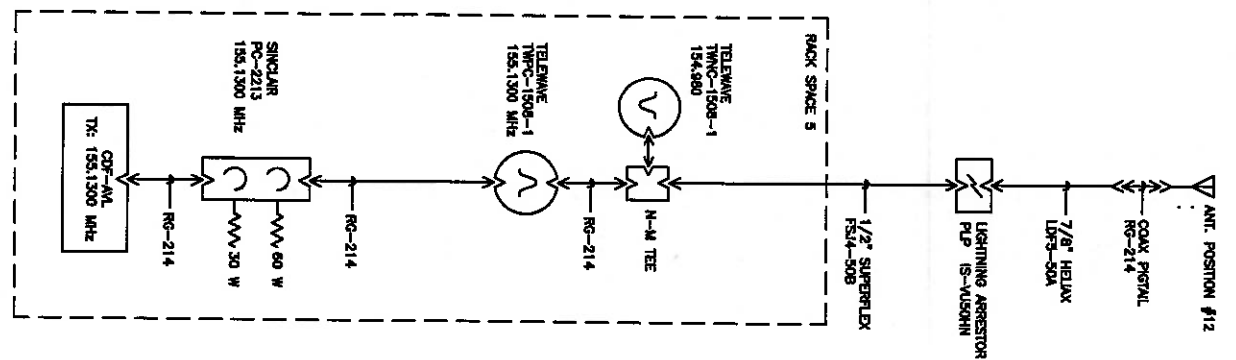 ANT. POSITION #12
COAX PIGTAIL
RG-214
7/8" HELIAX
LDF5-50A
LIGHTNING ARRESTOR
PLP IS-VU50HN
1/2" SUPERFLEX
FSJ4-50B
RACK SPACE 5
TELEWAVE
TWNC-1508-1
154.980
N-M TEE
RG-214
TELEWAVE
TWPC-1508-1
155.1300 MHz
RG-214
SINCLAIR
PC-2213
155.1300 MHz
60 W
30 W
RG-214
CDF-AVL
TX: 155.1300 MHz